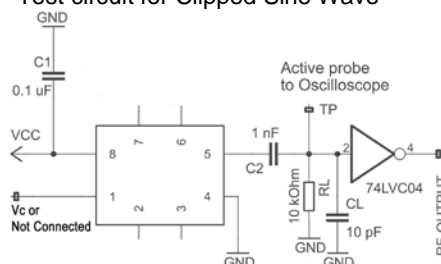 Test circuit for Clipped Sine Wave
GND
C1
0.1 uF
VCC
8
7
6
5
1
2
3
4
Vc or
Not Connected
GND
1 nF
C2
Active probe
to Oscilloscope
TP
10 kOhm
RL
GND
CL
10 pF
GND
2
4
74LVC04
RF OUTPUT